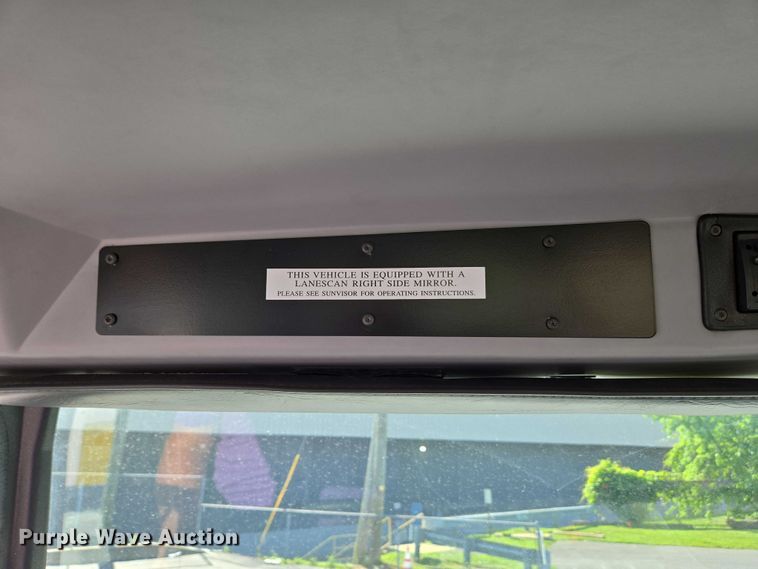 THIS VEHICLE IS EQUIPPED WITH A
LANESCAN RIGHT SIDE MIRROR.
PLEASE SEE SUNVISOR FOR OPERATING INSTRUCTIONS.
Purple Wave Auction